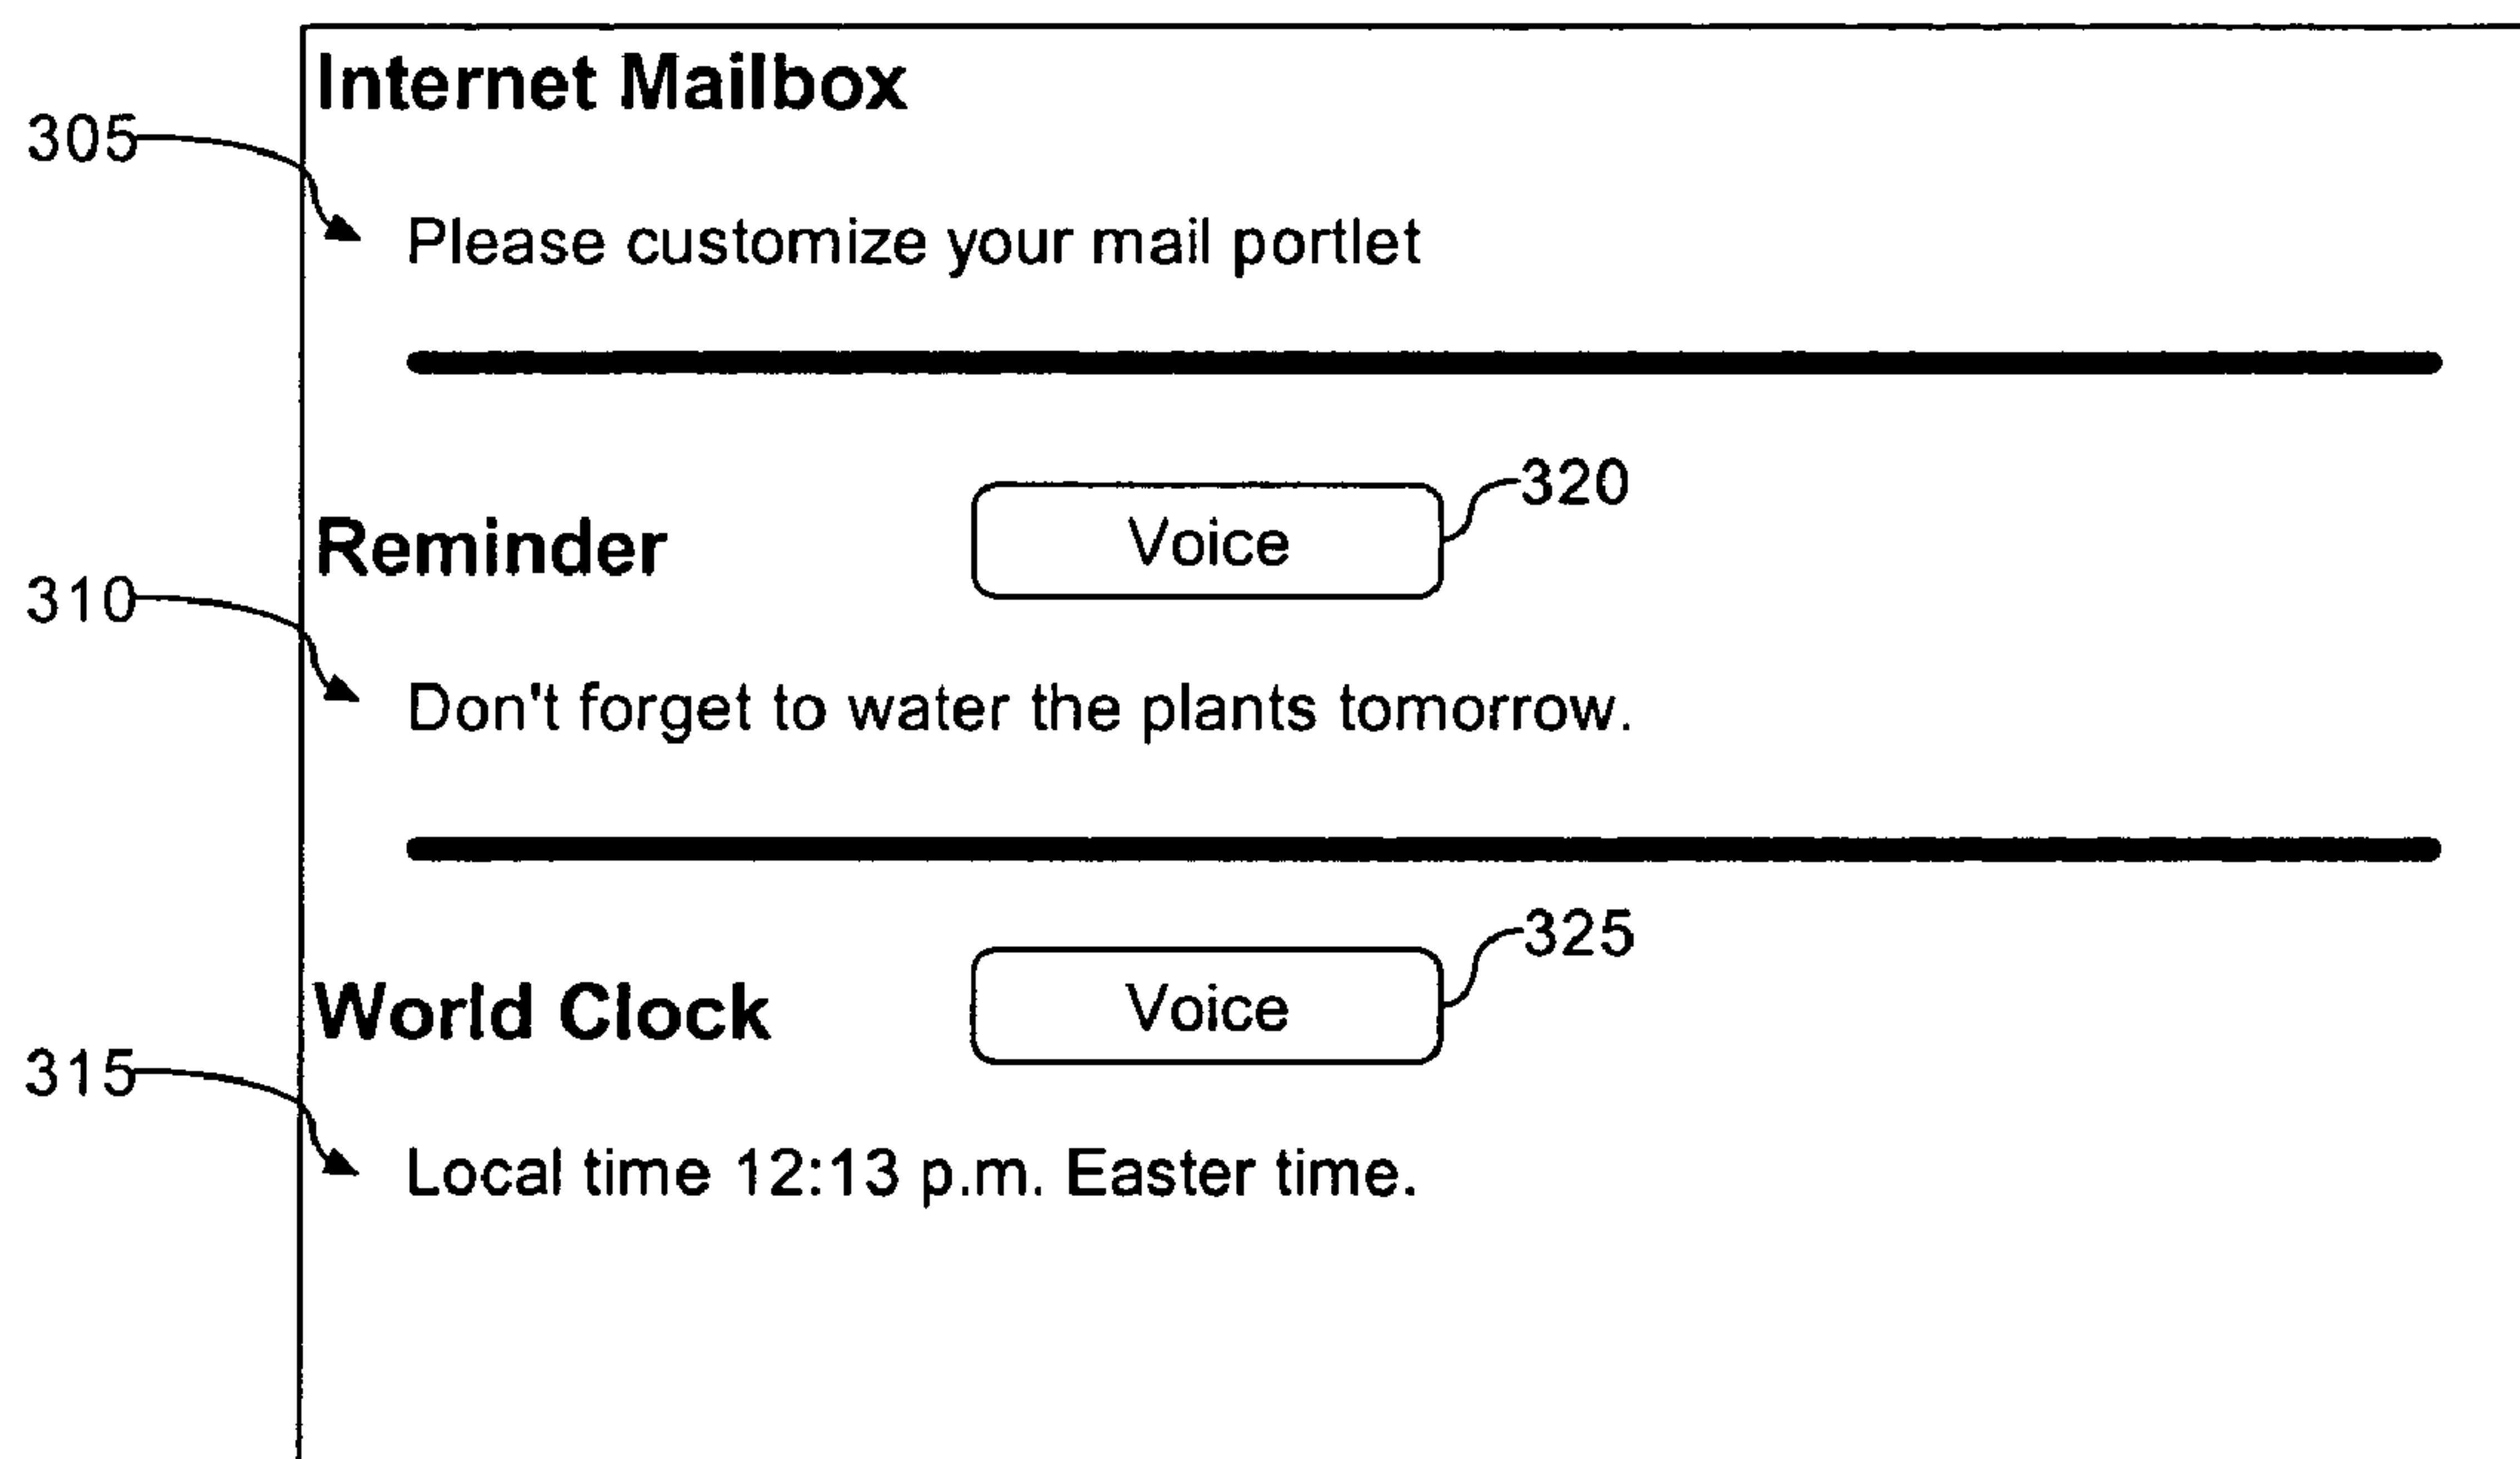 Internet Mailbox
305
Please customize your mail portlet
320
Reminder
Voice
310
Don't forget to water the plants tomorrow.
325
World Clock
Voice
315
Local time 12:13 p.m. Easter time.